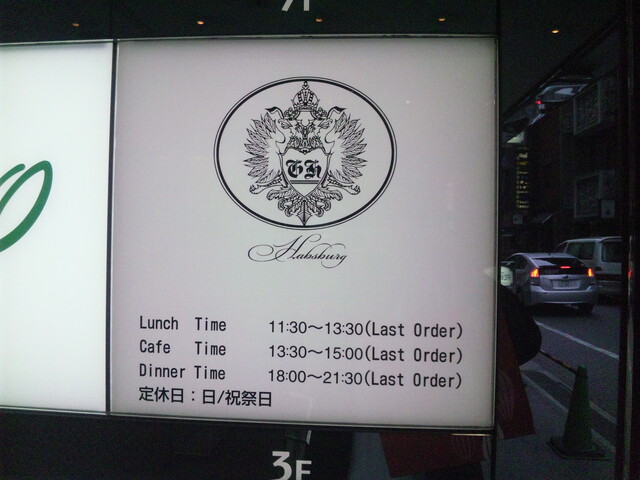 Habsburg
Lunch Time 11:30～13:30(Last Order)
Cafe Time 13:30～15:00(Last Order)
Dinner Time 18:00～21:30(Last Order)
定休日：日/祝祭日
3F